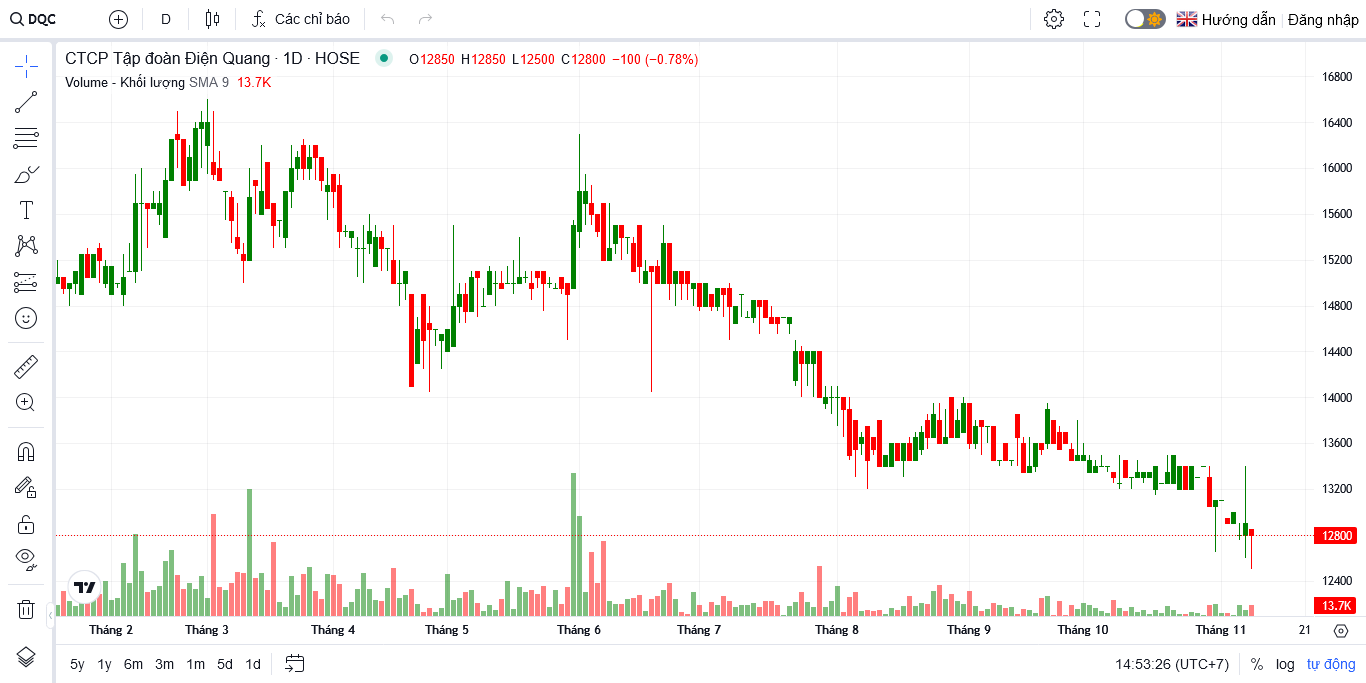 DQC D Các chỉ báo Hướng dẫn Đăng nhập
CTCP Tập đoàn Điện Quang · 1D · HOSE O12850 H12850 L12500 C12800 −100 (−0.78%)
Volume - Khối lượng SMA 9 13.7K
16800
16400
16000
15600
15200
14800
14400
14000
13600
13200
12800
12400
13.7K
Tháng 2 Tháng 3 Tháng 4 Tháng 5 Tháng 6 Tháng 7 Tháng 8 Tháng 9 Tháng 10 Tháng 11 21
5y 1y 6m 3m 1m 5d 1d 14:53:26 (UTC+7) % log tự động